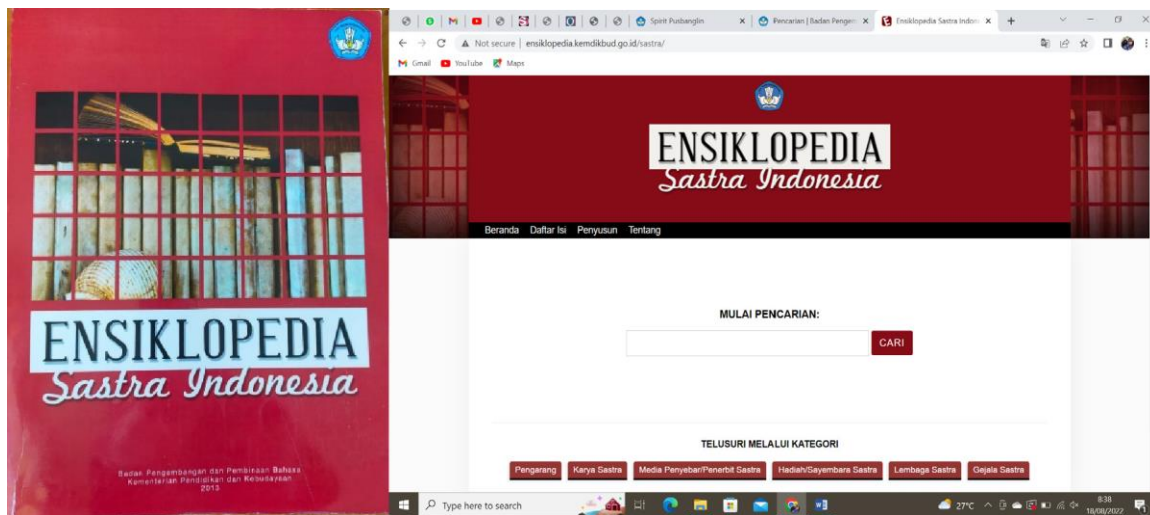 ENSIKLOPEDIA
Sastra Indonesia
Badan Pengembangan dan Pembinaan Bahasa
Kementerian Pendidikan dan Kebudayaan
2013
Spirit Pusbanglin
Pencarian | Badan Pengem
Ensiklopedia Sastra Indon
Not secure | ensiklopedia.kemdikbud.go.id/sastra/
Gmail YouTube Maps
ENSIKLOPEDIA
Sastra Indonesia
Beranda Daftar Isi Penyusun Tentang
MULAI PENCARIAN:
CARI
TELUSURI MELALUI KATEGORI
Pengarang Karya Sastra Media Penyebar/Penerbit Sastra Hadiah/Sayembara Sastra Lembaga Sastra Gejala Sastra
Type here to search
27°C
8:38
18/08/2022